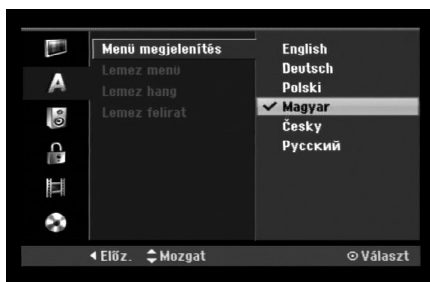 Menü megjelenítés
Lemez menü
Lemez hang
Lemez felirat
English
Deutsch
Polski
✔ Magyar
Česky
Русский
A
◀ Előz. Mozgat ⊙ Választ